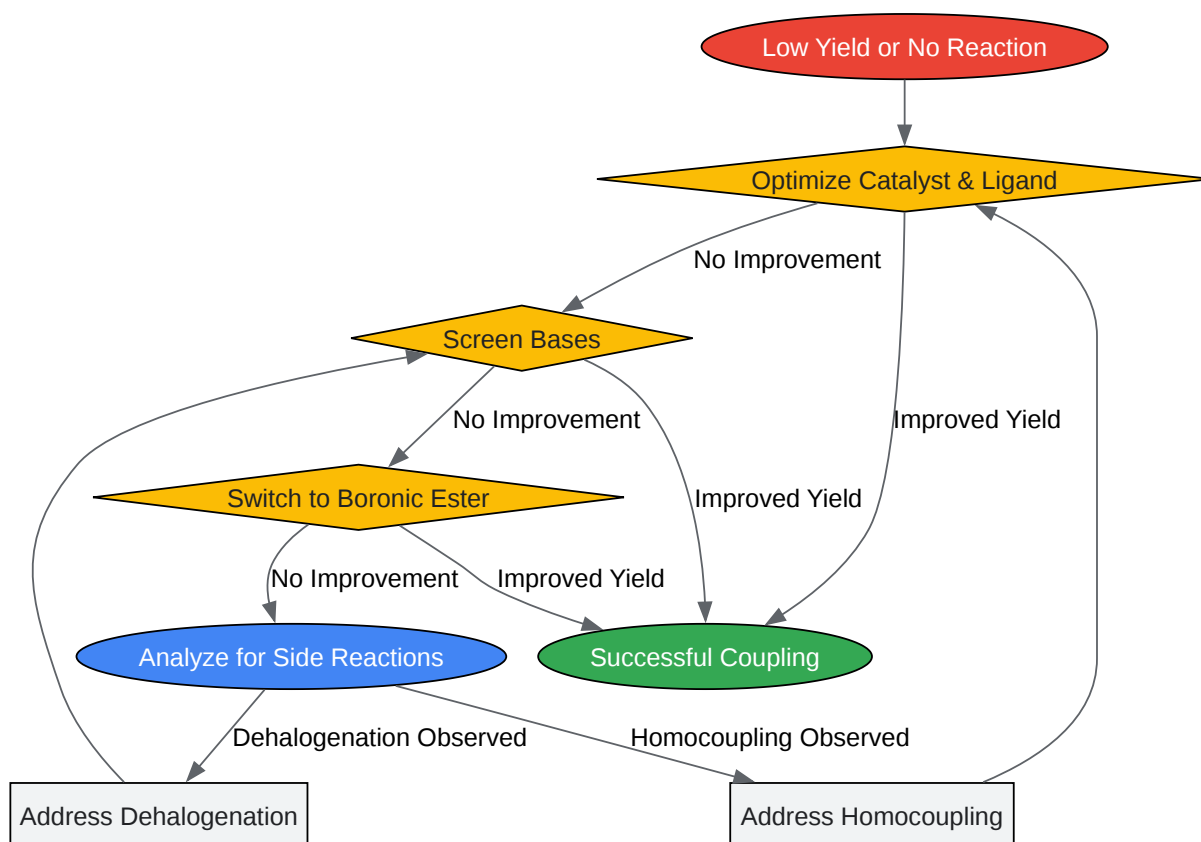 Low Yield or No Reaction
Optimize Catalyst & Ligand
No Improvement
Screen Bases
No Improvement
Improved Yield
Switch to Boronic Ester
Improved Yield
No Improvement
Improved Yield
Analyze for Side Reactions
Successful Coupling
Dehalogenation Observed
Homocoupling Observed
Address Dehalogenation
Address Homocoupling